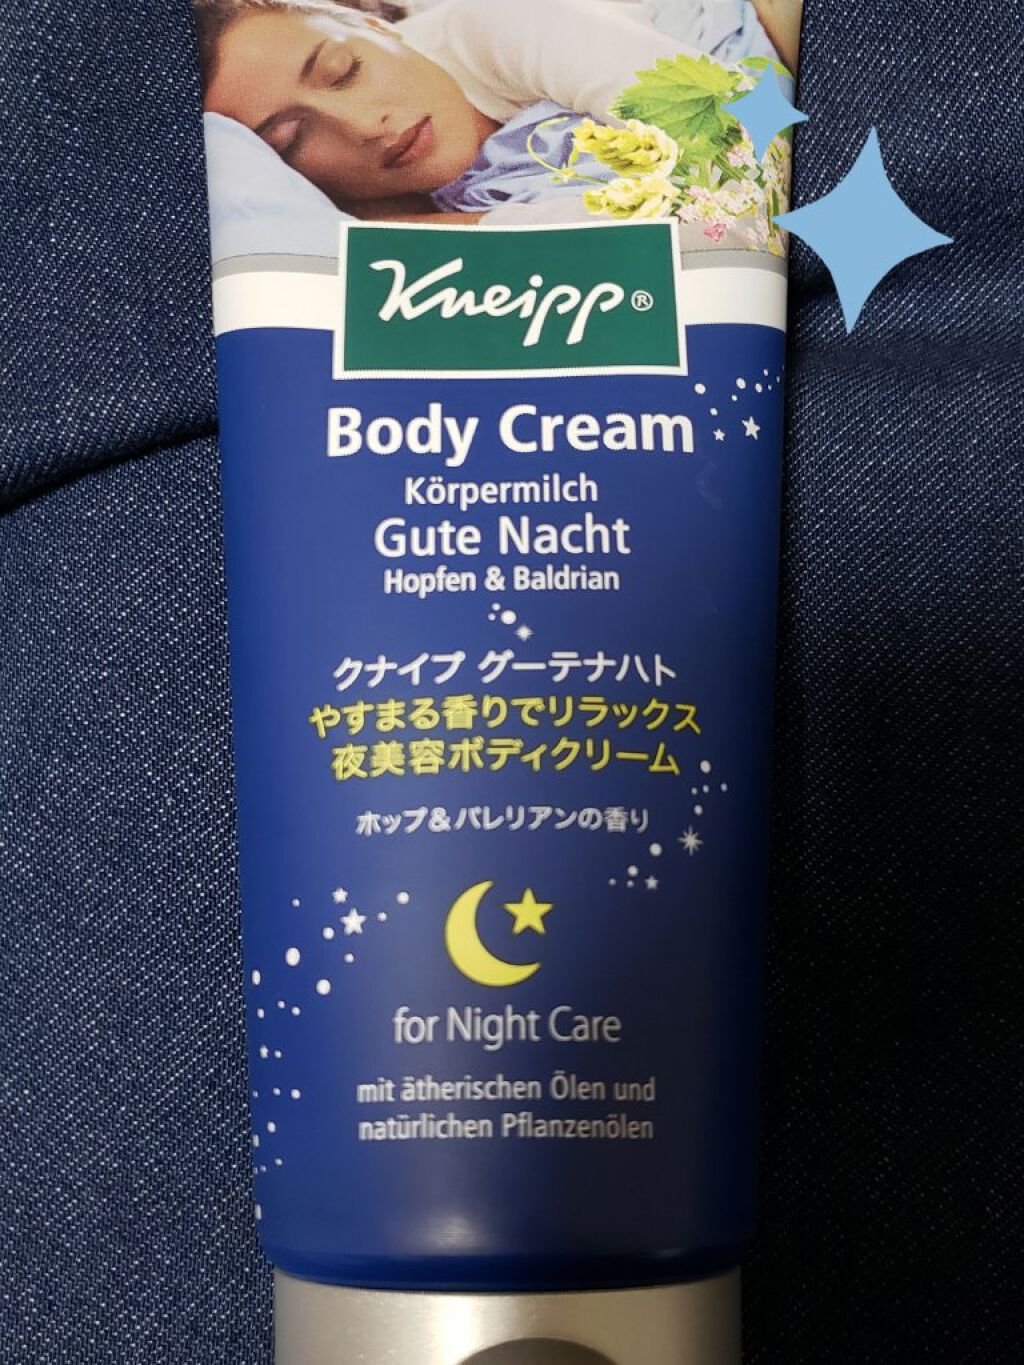 Kneipp®
Body Cream
Körpermilch
Gute Nacht
Hopfen & Baldrian
クナイプ グーテナハト
やすまる香りでリラックス
夜美容ボディクリーム
ホップ&バレリアンの香り
for Night Care
mit ätherischen Ölen und
natürlichen Pflanzenölen